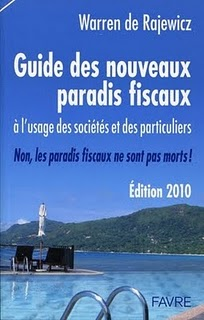 Warren de Rajewicz
Guide des nouveaux
paradis fiscaux
à l'usage des sociétés et des particuliers
Non, les paradis fiscaux ne sont pas morts !
Édition 2010
FAVRE